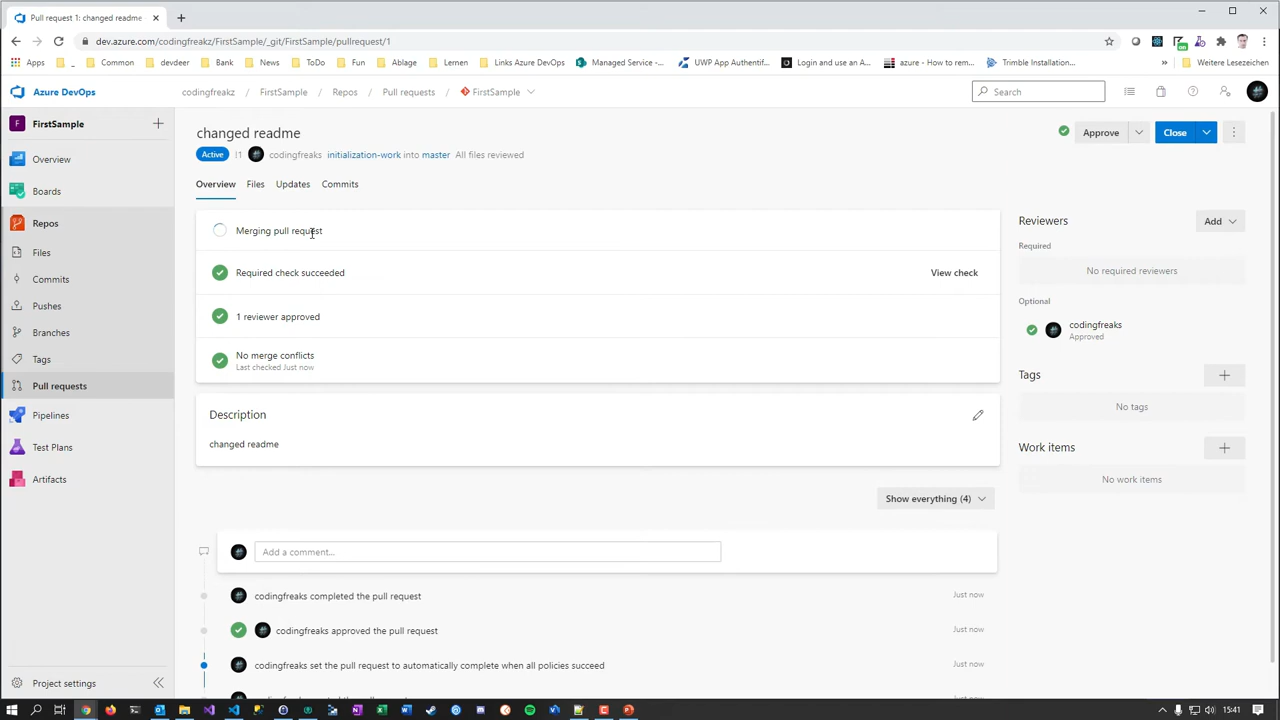 Pull request 1: changed readme
dev.azure.com/codingfreakz/FirstSample/_git/FirstSample/pullrequest/1
Apps
_
Common
devdeer
Bank
News
ToDo
Fun
Ablage
Lernen
Links Azure DevOps
Managed Service -...
UWP App Authentif...
Login and use an A...
azure - How to rem...
Trimble Installation...
»
Weitere Lesezeichen
Azure DevOps
codingfreakz / FirstSample / Repos / Pull requests / FirstSample
Search
F
FirstSample
Overview
Boards
Repos
Files
Commits
Pushes
Branches
Tags
Pull requests
Pipelines
Test Plans
Artifacts
Project settings
changed readme
Approve
Close
Active
1
codingfreaks
initialization-work into master
All files reviewed
Overview
Files
Updates
Commits
Merging pull request
Required check succeeded
View check
1 reviewer approved
No merge conflicts
Last checked Just now
Description
changed readme
Show everything (4)
Add a comment...
codingfreaks completed the pull request
Just now
codingfreaks approved the pull request
Just now
codingfreaks set the pull request to automatically complete when all policies succeed
Just now
Reviewers
Add
Required
No required reviewers
Optional
codingfreaks
Approved
Tags
No tags
Work items
No work items
15:41